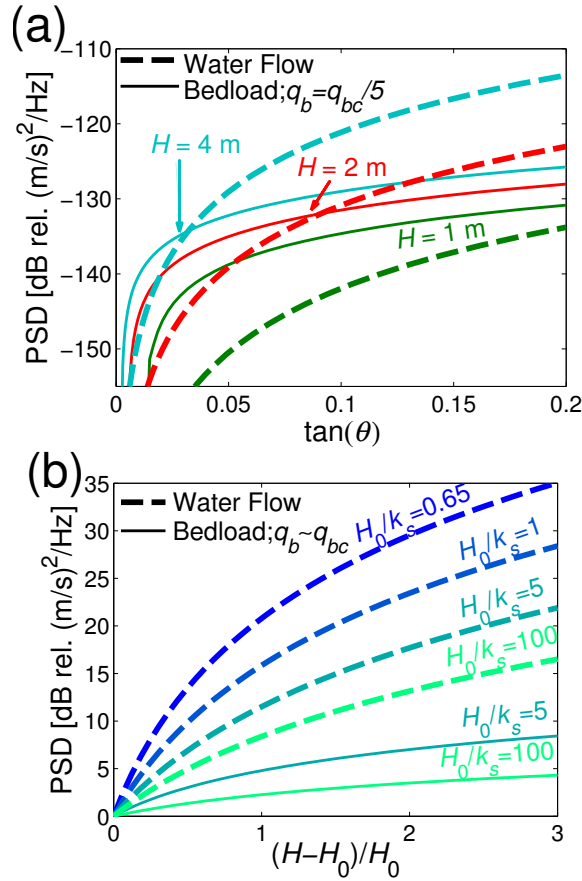 (a)
−110
−120
−130
−140
−150
PSD [dB rel. (m/s)²/Hz]
Water Flow
Bedload;q_b=q_bc/5
H = 4 m
H = 2 m
H = 1 m
0 0.05 0.1 0.15 0.2
tan(θ)
(b)
35
30
25
20
15
10
5
0
PSD [dB rel. (m/s)²/Hz]
Water Flow
Bedload;q_b~q_bc
H_0/k_s=0.65
H_0/k_s=1
H_0/k_s=5
H_0/k_s=100
H_0/k_s=5
H_0/k_s=100
0 1 2 3
(H−H_0)/H_0